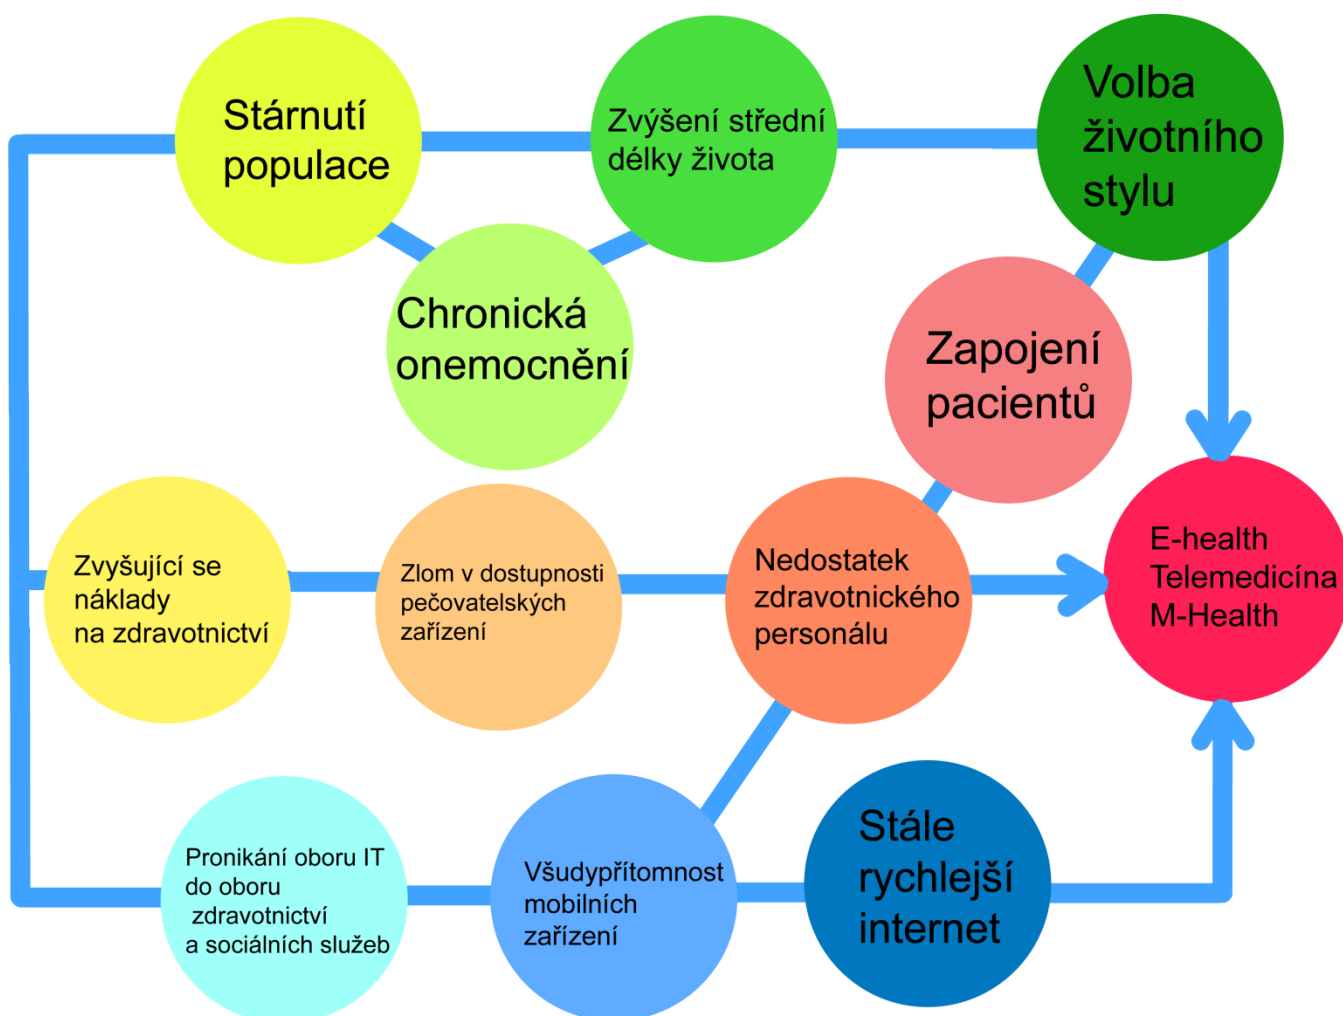 Stárnutí
populace
Zvýšení střední
délky života
Volba
životního
stylu
Chronická
onemocnění
Zapojení
pacientů
Zvyšující se
náklady
na zdravotnictví
Zlom v dostupnosti
pečovatelských
zařízení
Nedostatek
zdravotnického
personálu
E-health
Telemedicína
M-Health
Pronikání oboru IT
do oboru
zdravotnictví
a sociálních služeb
Všudypřítomnost
mobilních
zařízení
Stále
rychlejší
internet